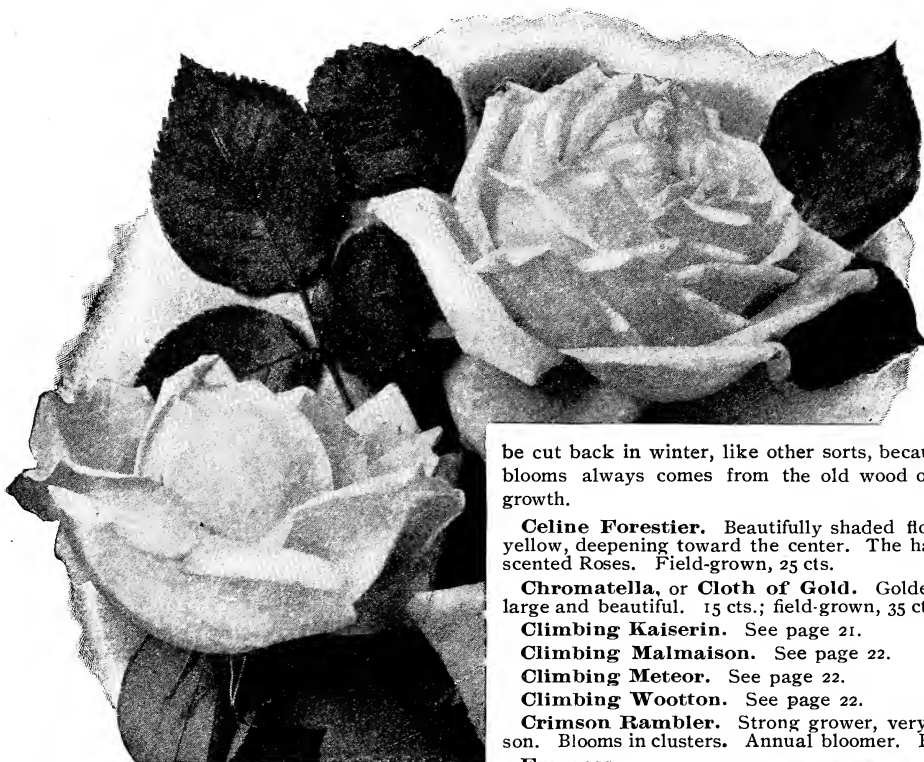 be cut back in winter, like other sorts, becau
blooms always comes from the old wood o
growth.
Celine Forestier. Beautifully shaded flo
yellow, deepening toward the center. The ha
scented Roses. Field-grown, 25 cts.
Chromatella, or Cloth of Gold. Golde
large and beautiful. 15 cts.; field-grown, 35 ct
Climbing Kaiserin. See page 21.
Climbing Malmaison. See page 22.
Climbing Meteor. See page 22.
Climbing Wootton. See page 22.
Crimson Rambler. Strong grower, very
son. Blooms in clusters. Annual bloomer.